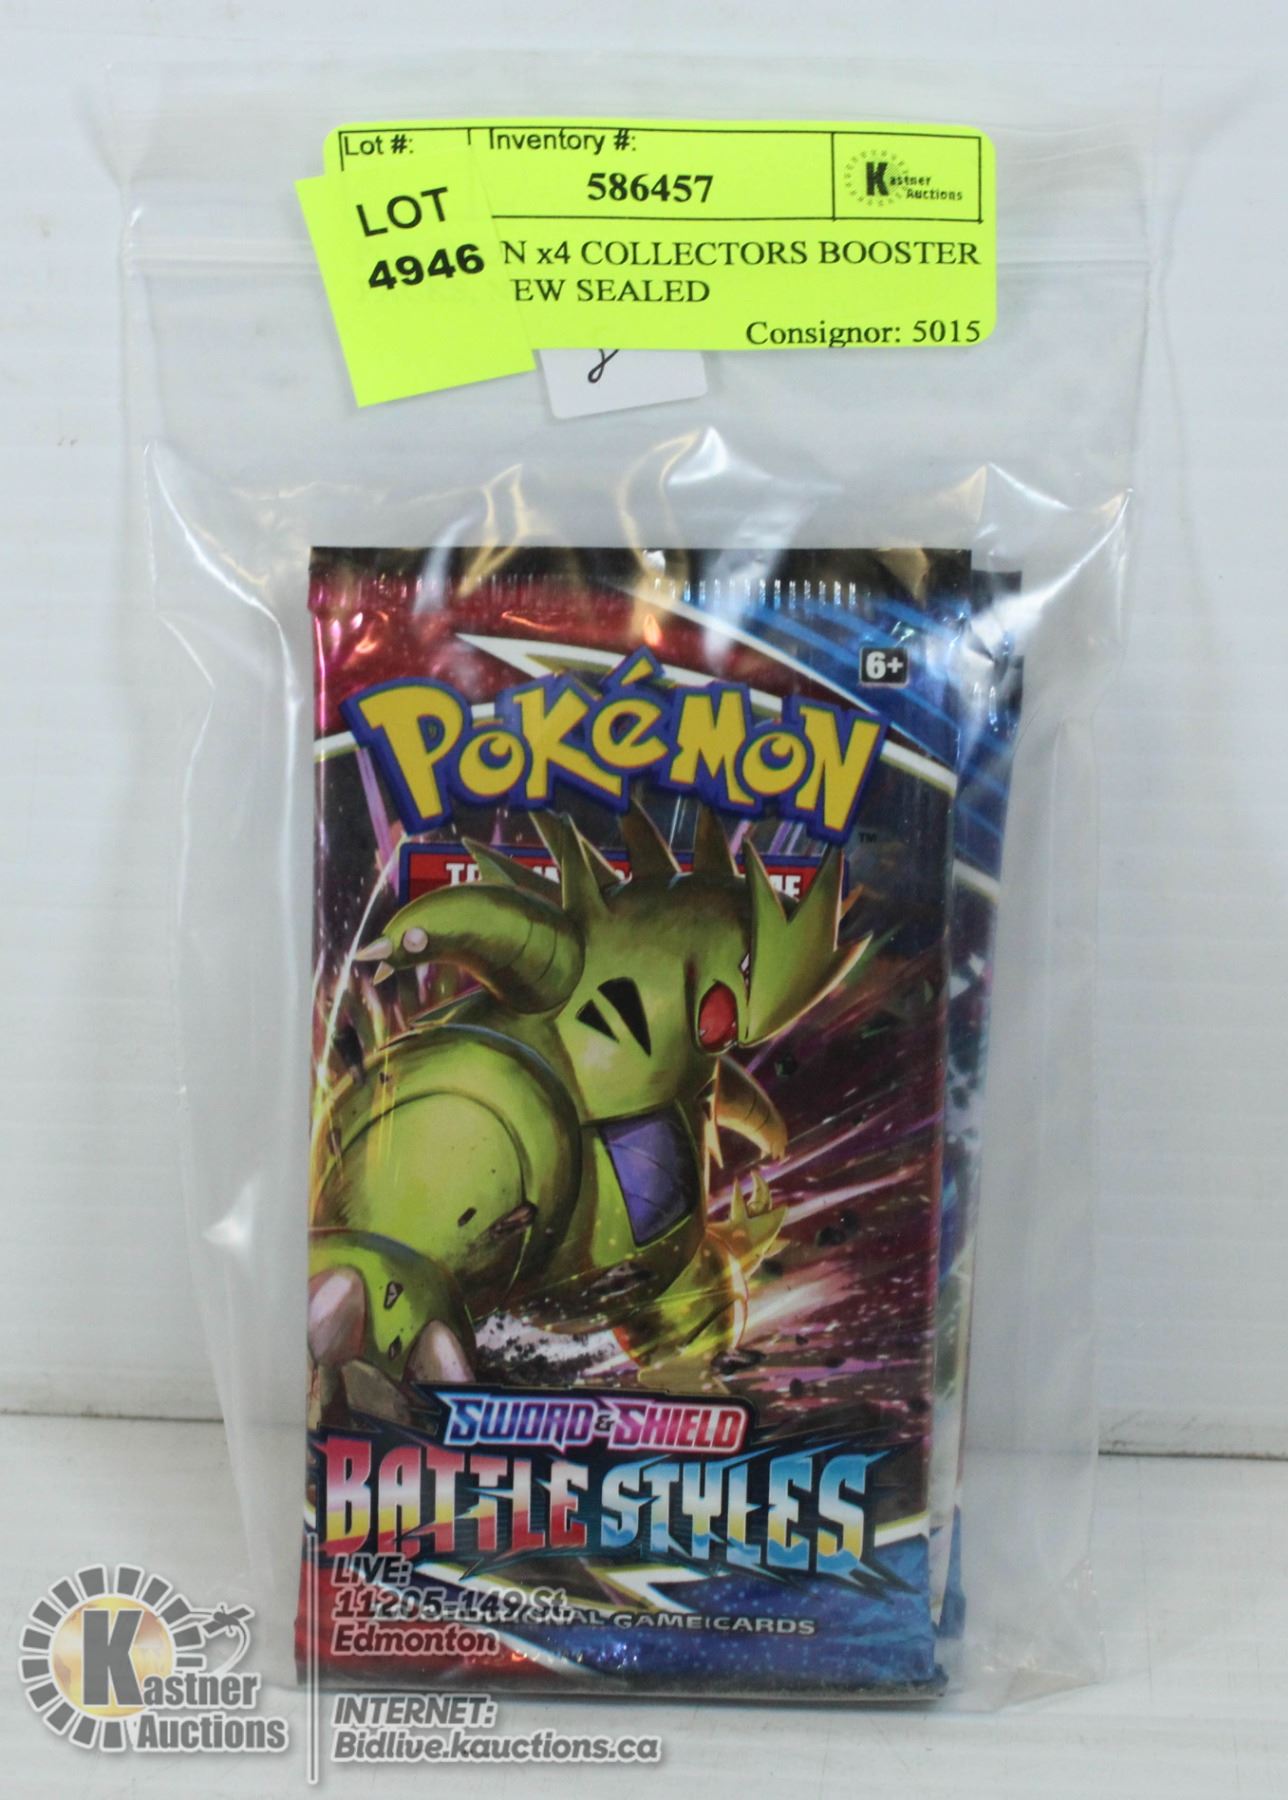 Lot #:
Inventory #:
586457
Kastner
Auctions
LOT
4946
N x4 COLLECTORS BOOSTER
EW SEALED
Consignor: 5015
6+
POKéMON
TM
SWORD & SHIELD
BATTLE STYLES
GAME CARDS
LIVE:
11205-149 St.
Edmonton
Kastner
Auctions
INTERNET:
Bidlive.kauctions.ca